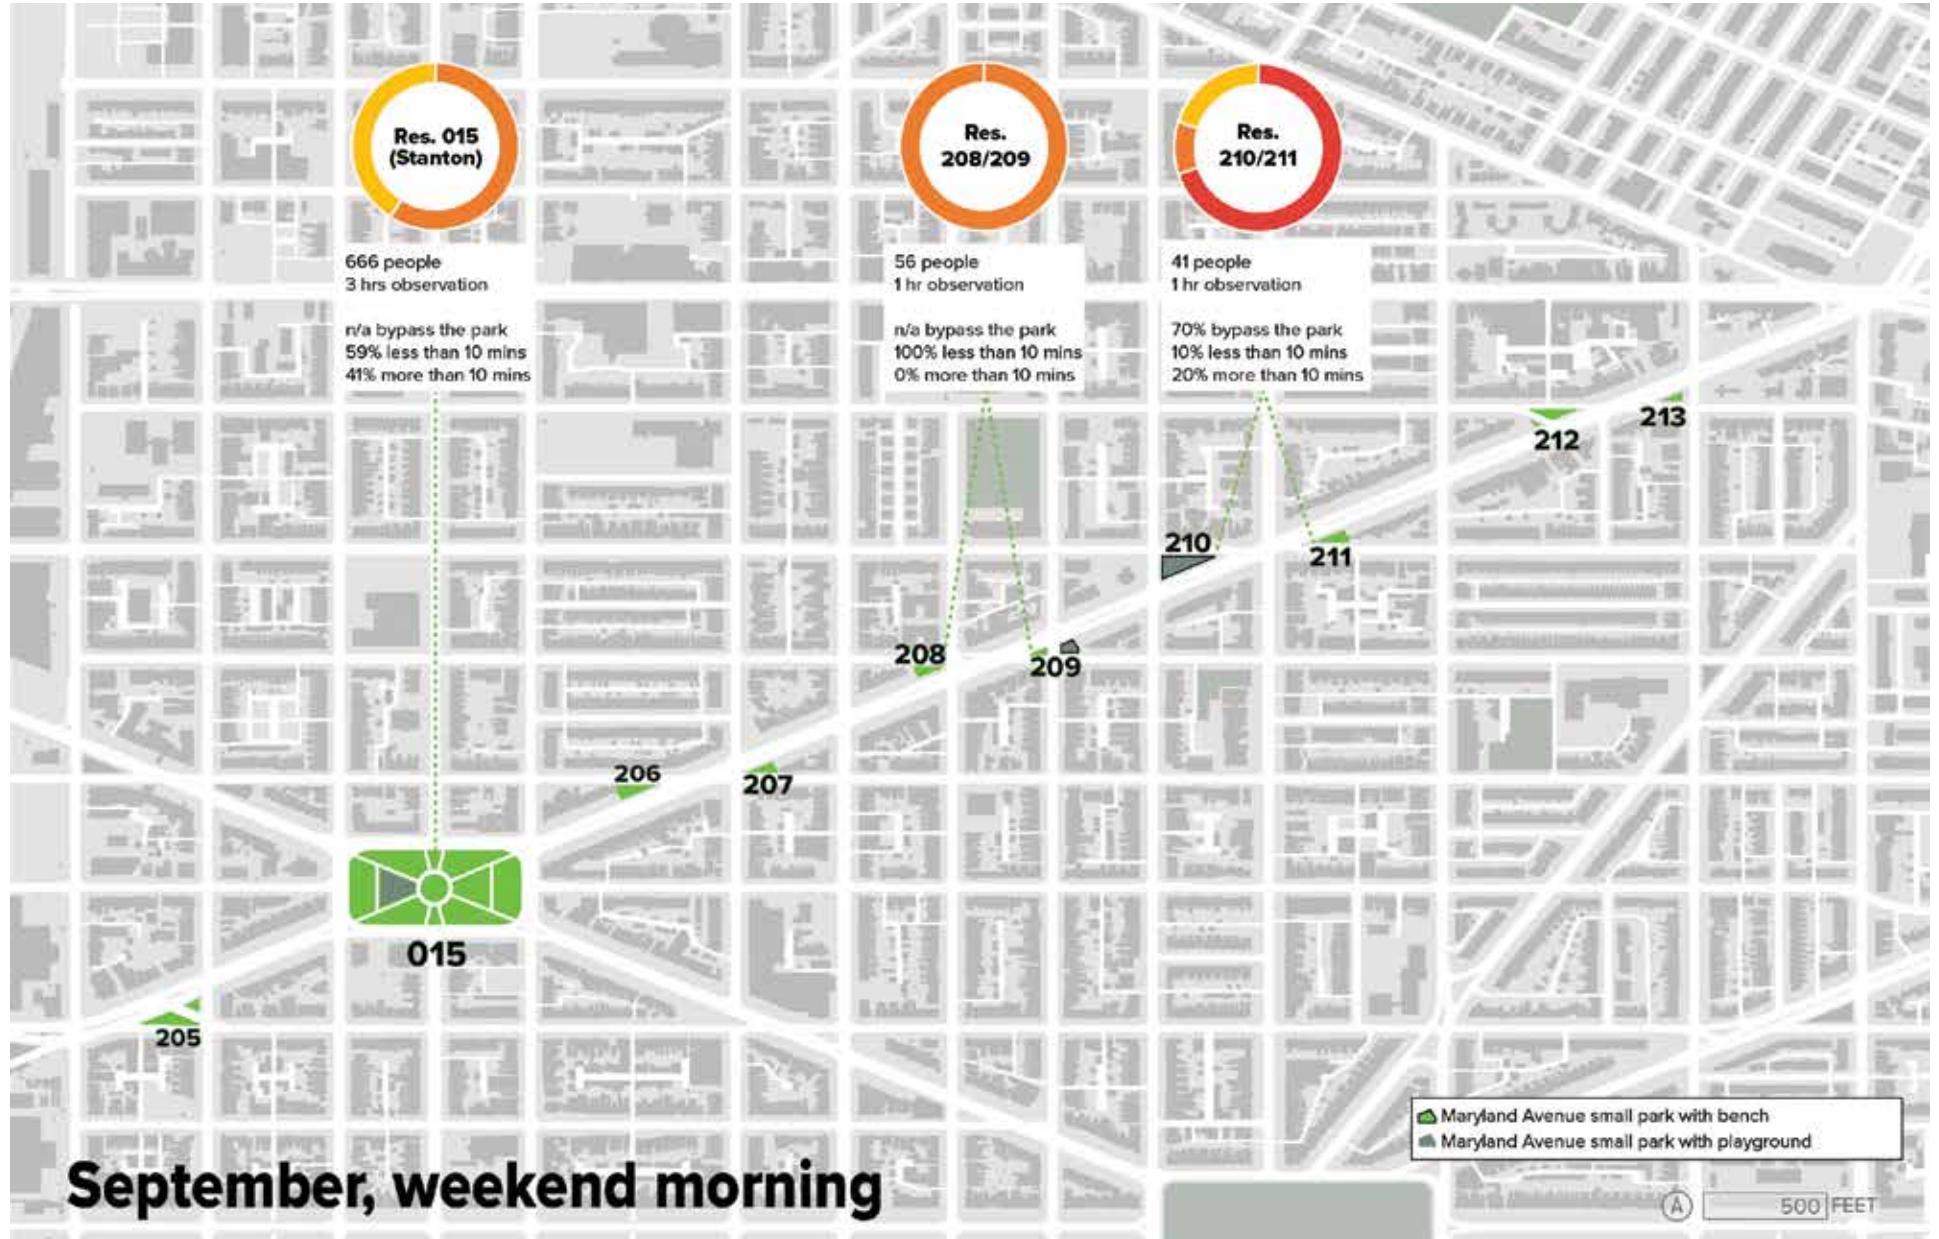 Res. 015
(Stanton)
666 people
3 hrs observation
n/a bypass the park
59% less than 10 mins
41% more than 10 mins
Res.
208/209
56 people
1 hr observation
n/a bypass the park
100% less than 10 mins
0% more than 10 mins
Res.
210/211
41 people
1 hr observation
70% bypass the park
10% less than 10 mins
20% more than 10 mins
213
212
210
211
208
209
206
207
015
205
Maryland Avenue small park with bench
Maryland Avenue small park with playground
September, weekend morning
A
500 FEET